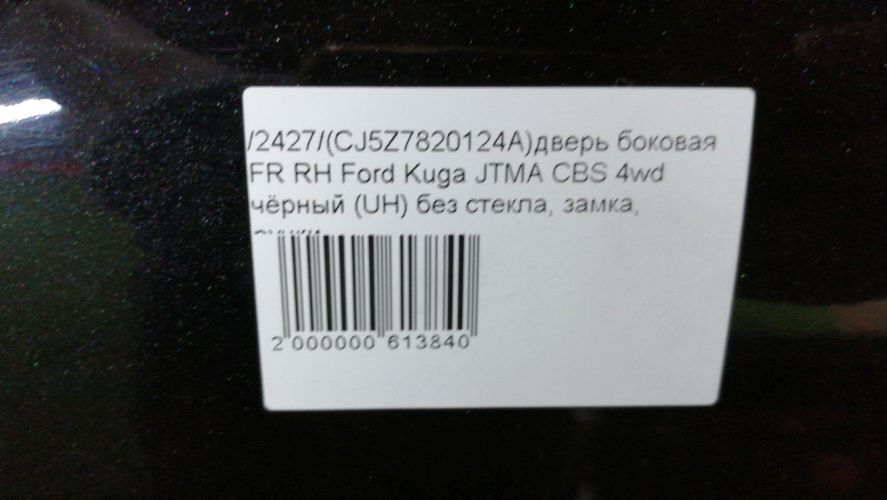 /2427/(CJ5Z7820124A)дверь боковая
FR RH Ford Kuga JTMA CBS 4wd
чёрный (UH) без стекла, замка,
2 000000 613840